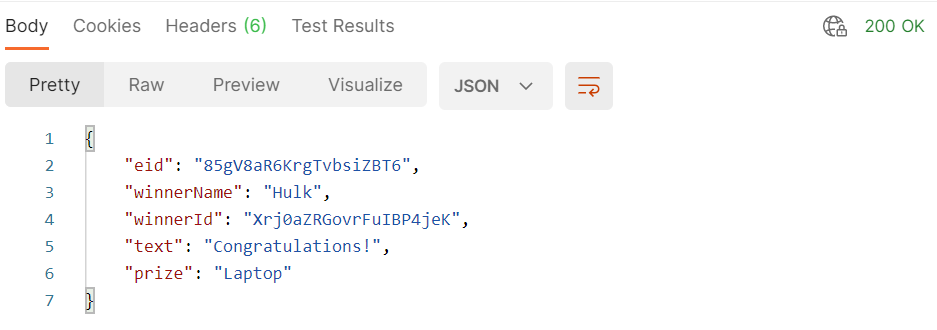 Body Cookies Headers (6) Test Results 200 OK
Pretty Raw Preview Visualize JSON
1 {
2 "eid": "85gV8aR6KrgTvbsiZBT6",
3 "winnerName": "Hulk",
4 "winnerId": "Xrj0aZRGovrFuIBP4jeK",
5 "text": "Congratulations!",
6 "prize": "Laptop"
7 }